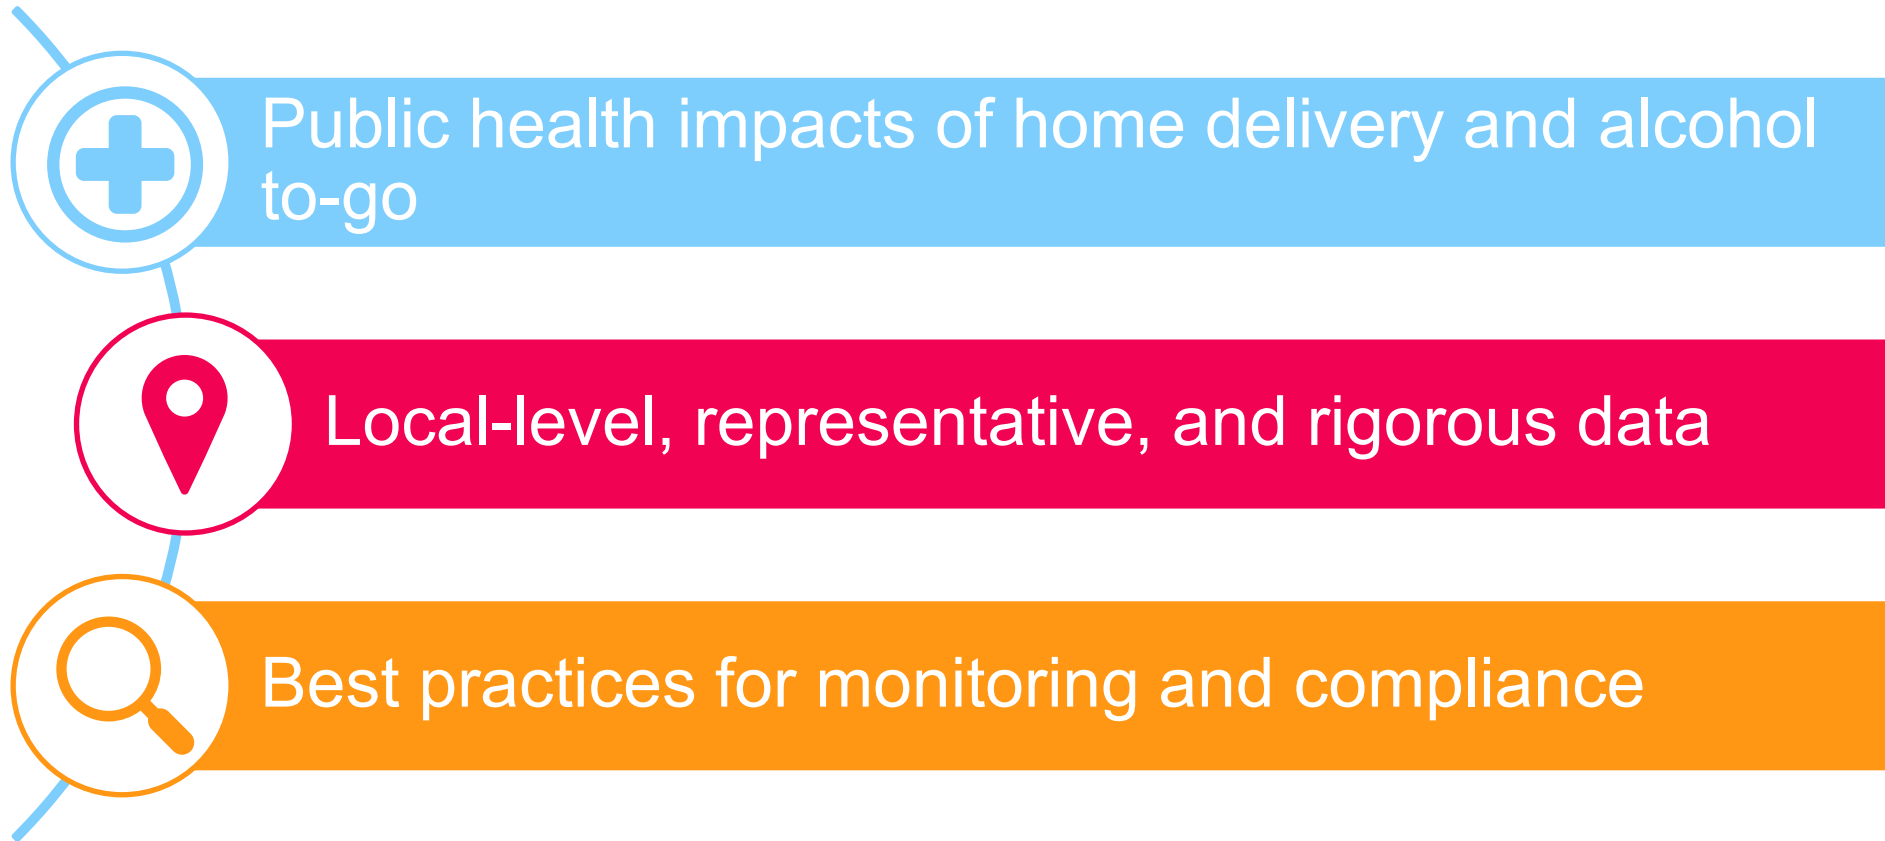 Public health impacts of home delivery and alcohol
to-go
Local-level, representative, and rigorous data
Best practices for monitoring and compliance